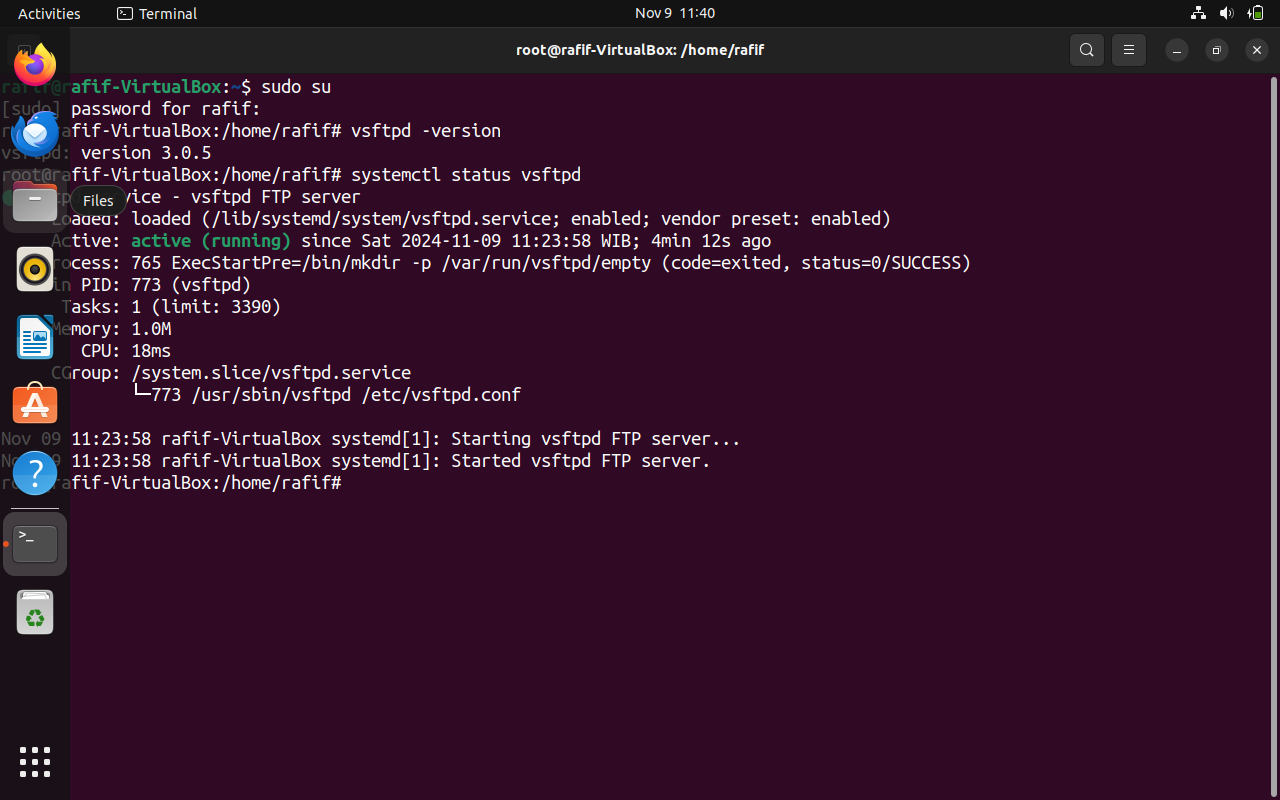 Activities Terminal Nov 9 11:40
root@rafif-VirtualBox: /home/rafif
rafif@rafif-VirtualBox:~$ sudo su
[sudo] password for rafif:
root@rafif-VirtualBox:/home/rafif# vsftpd -version
vsftpd: version 3.0.5
root@rafif-VirtualBox:/home/rafif# systemctl status vsftpd
- vsftpd FTP server
Files
Loaded: loaded (/lib/systemd/system/vsftpd.service; enabled; vendor preset: enabled)
Active: active (running) since Sat 2024-11-09 11:23:58 WIB; 4min 12s ago
Process: 765 ExecStartPre=/bin/mkdir -p /var/run/vsftpd/empty (code=exited, status=0/SUCCESS)
Main PID: 773 (vsftpd)
Tasks: 1 (limit: 3390)
Memory: 1.0M
CPU: 18ms
CGroup: /system.slice/vsftpd.service
└─773 /usr/sbin/vsftpd /etc/vsftpd.conf
Nov 09 11:23:58 rafif-VirtualBox systemd[1]: Starting vsftpd FTP server...
Nov 09 11:23:58 rafif-VirtualBox systemd[1]: Started vsftpd FTP server.
root@rafif-VirtualBox:/home/rafif#